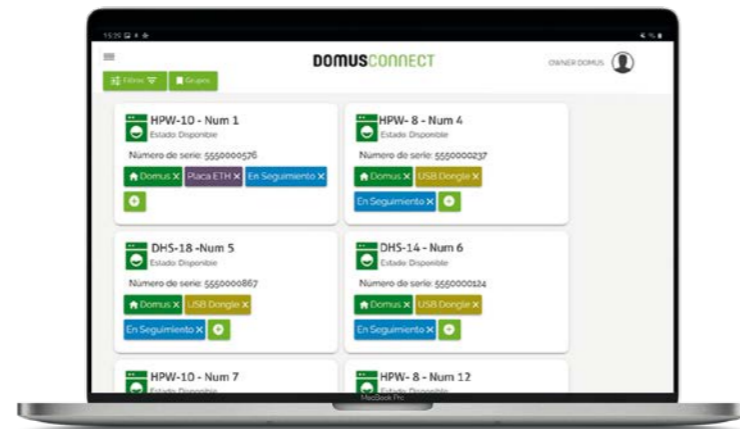 15:25
DOMUSCONNECT
OWNER DOMUS
Filtros
Grupos
HPW-10 - Num 1
Estado: Disponible
Número de serie: 5550000576
Domus X
Placa ETH X
En Seguimiento X
HPW- 8 - Num 4
Estado: Disponible
Número de serie: 5550000237
Domus X
USB Dongle X
En Seguimiento X
DHS-18 -Num 5
Estado: Disponible
Número de serie: 5550000867
Domus X
USB Dongle X
En Seguimiento X
DHS-14 - Num 6
Estado: Disponible
Número de serie: 5550000124
Domus X
USB Dongle X
En Seguimiento X
HPW-10 - Num 7
Estado: Disponible
HPW- 8 - Num 12
Estado: Disponible
MacBook Pro